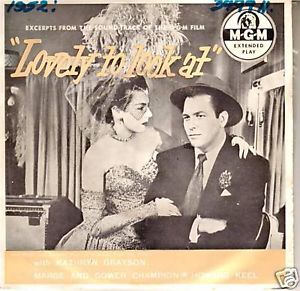 1952!
EXCERPTS FROM THE SOUND TRACK OF THE M-G-M FILM
"Lovely to look at"
M-G-M
EXTENDED
PLAY
with KATHRYN GRAYSON
MARGE AND GOWER CHAMPION • HOWARD KEEL